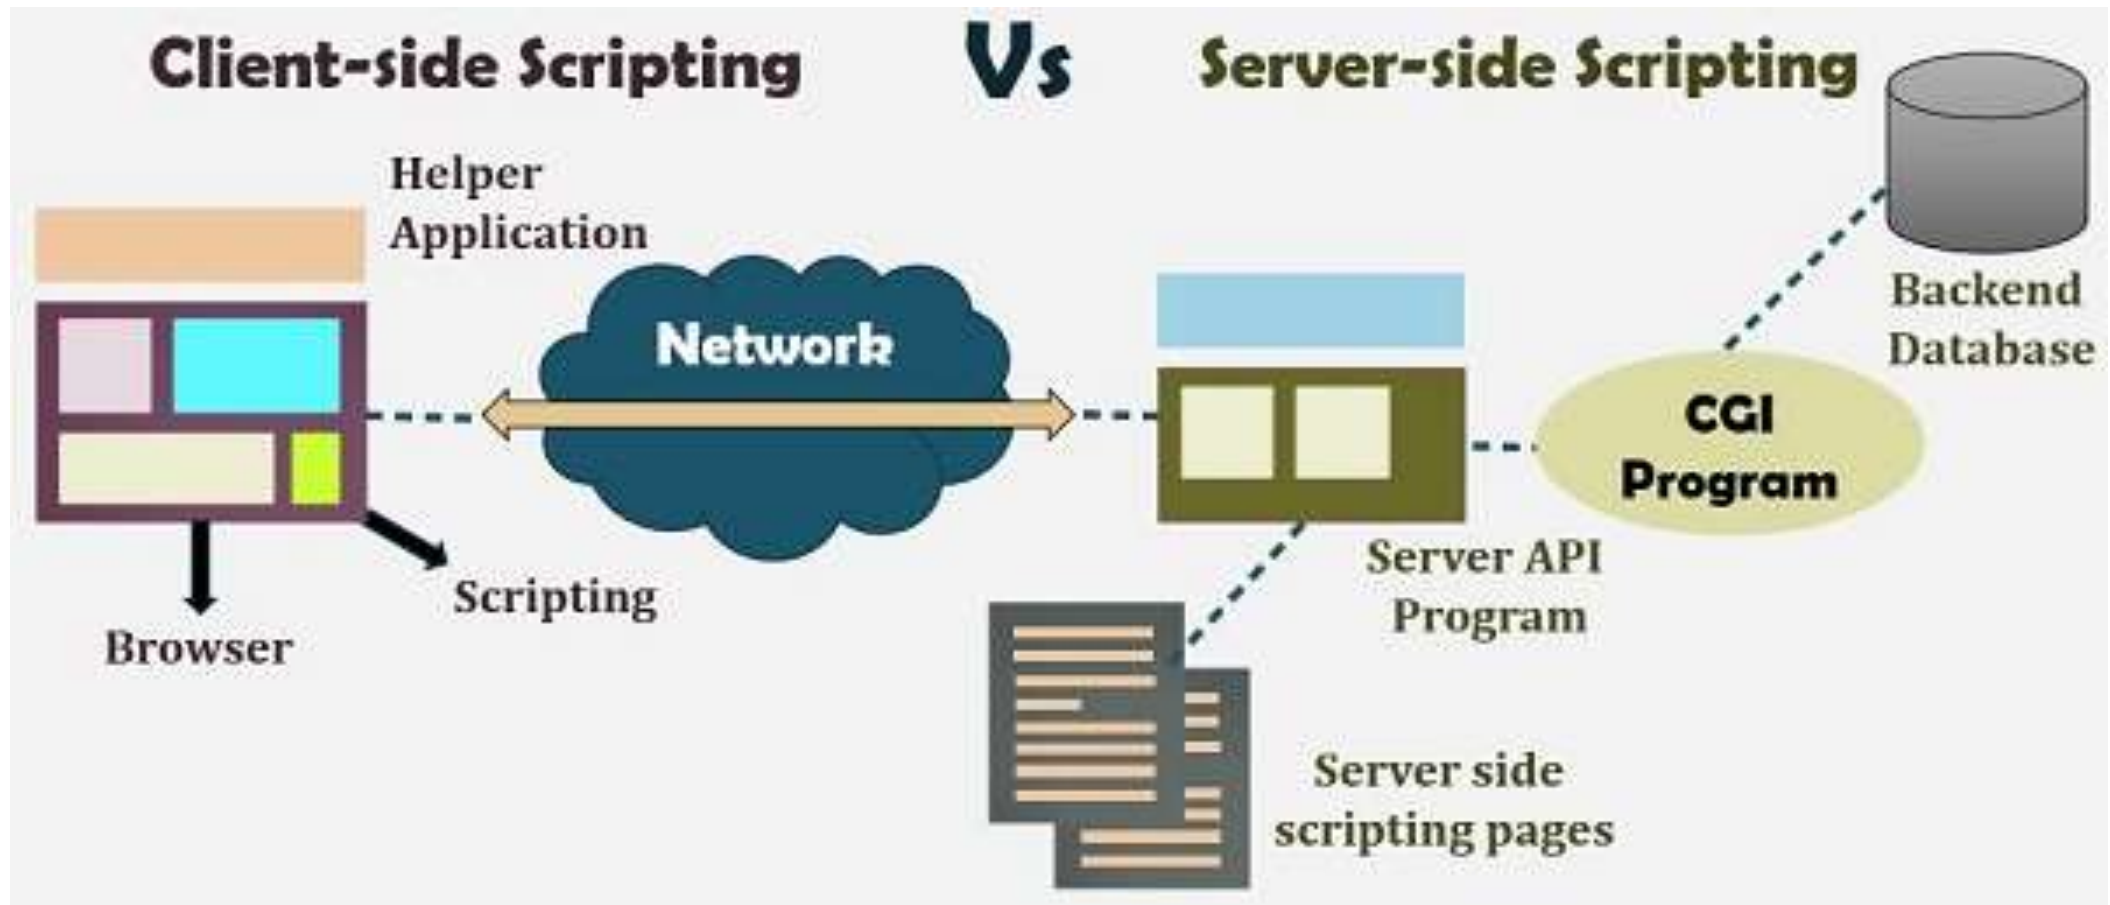 Client-side Scripting Vs Server-side Scripting
Helper
Application
Network
Browser
Scripting
Backend
Database
CGI
Program
Server API
Program
Server side
scripting pages